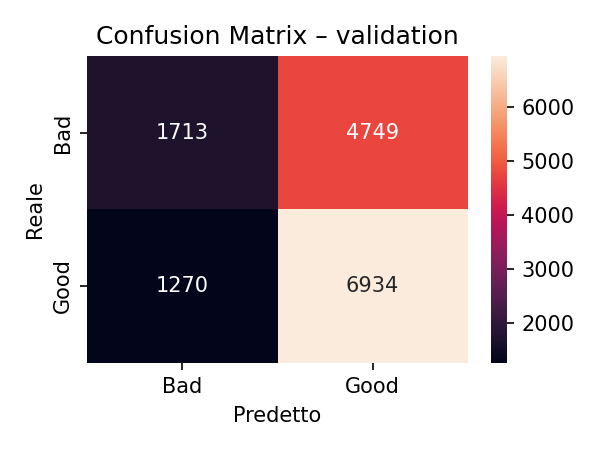 Confusion Matrix – validation
Reale
Bad
1713
4749
Good
1270
6934
Bad
Good
Predetto
6000
5000
4000
3000
2000